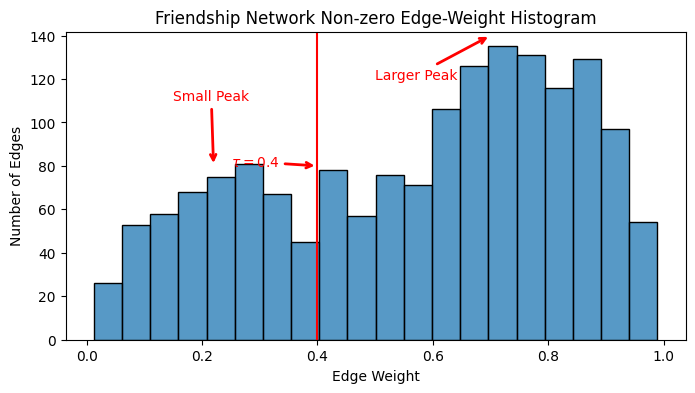 Friendship Network Non-zero Edge-Weight Histogram
140
120
100
80
60
40
20
0
Number of Edges
Small Peak
Larger Peak
τ = 0.4
0.0 0.2 0.4 0.6 0.8 1.0
Edge Weight